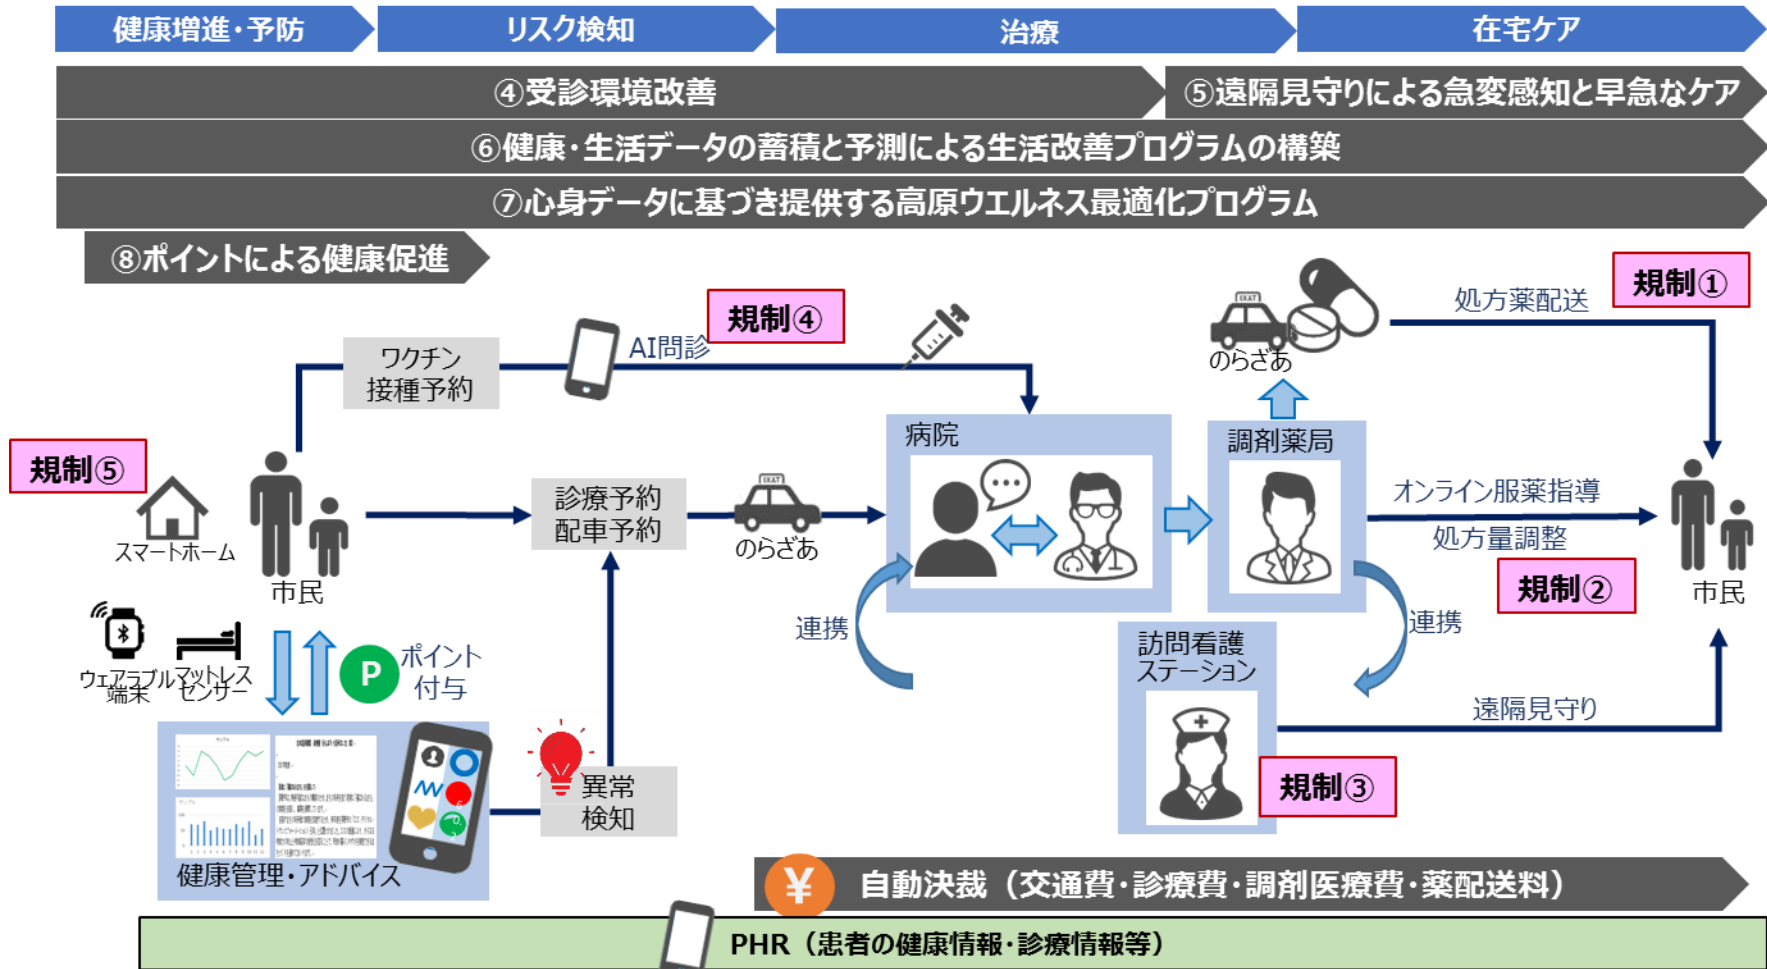 健康増進・予防
リスク検知
治療
在宅ケア
④受診環境改善
⑤遠隔見守りによる急変感知と早急なケア
⑥健康・生活データの蓄積と予測による生活改善プログラムの構築
⑦心身データに基づき提供する高原ウエルネス最適化プログラム
⑧ポイントによる健康促進
規制①
処方薬配送
TAXI
のらざあ
規制④
AI問診
ワクチン
接種予約
病院
調剤薬局
規制⑤
スマートホーム
市民
診療予約
配車予約
のらざあ
オンライン服薬指導
処方量調整
規制②
市民
連携
連携
訪問看護
ステーション
ウェアラブル
端末
マットレス
センサー
P
ポイント
付与
遠隔見守り
規制③
異常
検知
健康管理・アドバイス
¥
自動決裁（交通費・診療費・調剤医療費・薬配送料）
PHR（患者の健康情報・診療情報等）